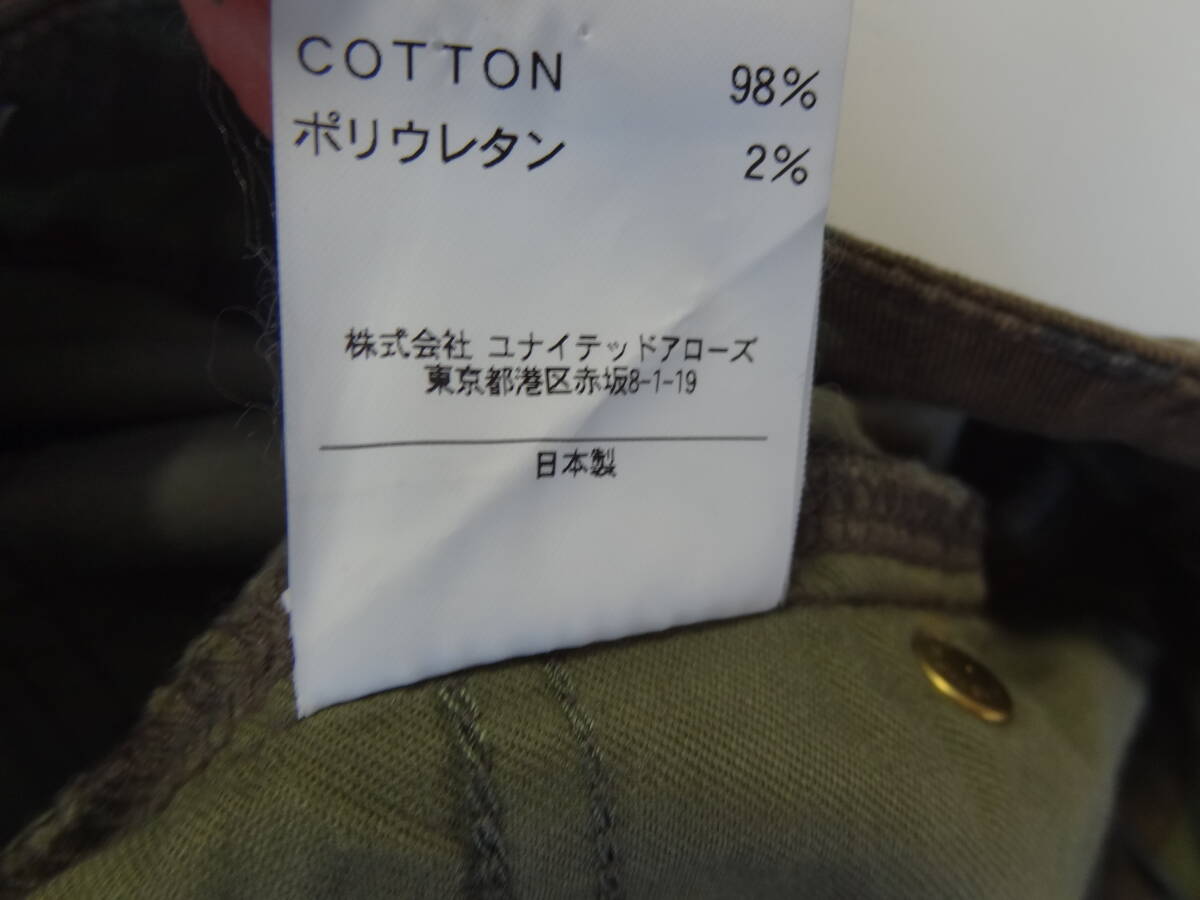 COTTON 98%
ポリウレタン 2%
株式会社 ユナイテッドアローズ
東京都港区赤坂8-1-19
日本製